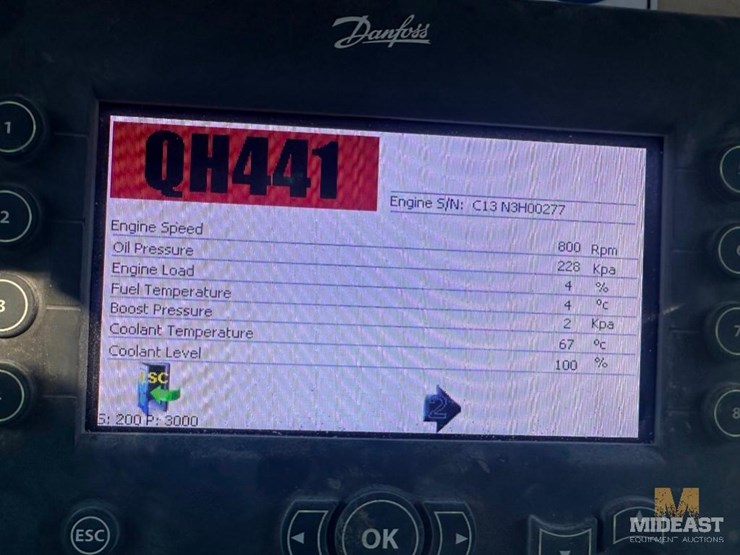 Danfoss
1
QH441
Engine S/N: C13 N3H00277
2
Engine Speed 800 Rpm
Oil Pressure 228 Kpa
Engine Load 4 %
Fuel Temperature 4 °C
3
Boost Pressure 2 Kpa
7
Coolant Temperature 67 °C
Coolant Level 100 %
ESC
2
8
S: 200 P: 3000
ESC
OK
M
MIDEAST
EQUIPMENT AUCTIONS